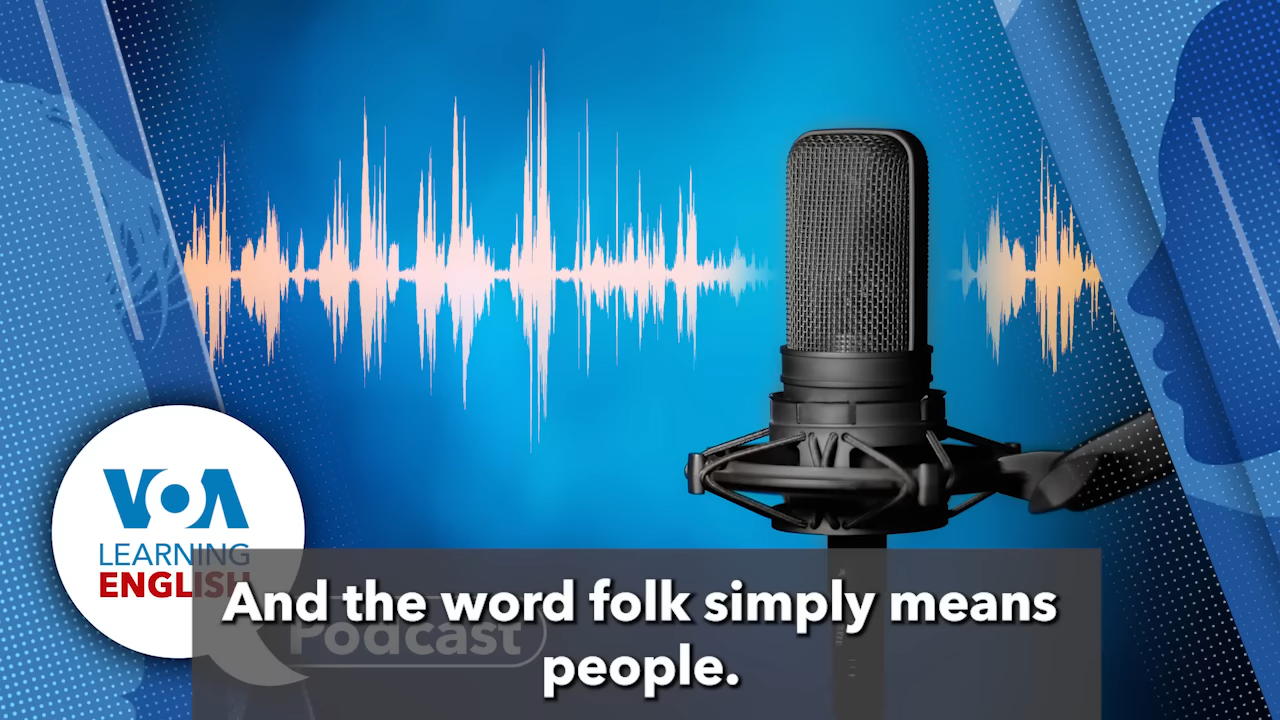 VOA
LEARNING
ENGLISH
Podcast
And the word folk simply means
people.